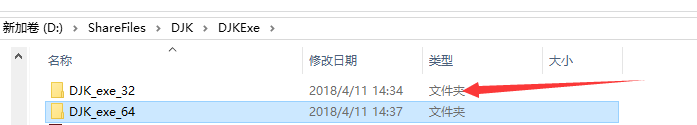 新加卷 (D:) › ShareFiles › DJK › DJKExe ›
名称 修改日期 类型 大小
DJK_exe_32 2018/4/11 14:34 文件夹
DJK_exe_64 2018/4/11 14:37 文件夹